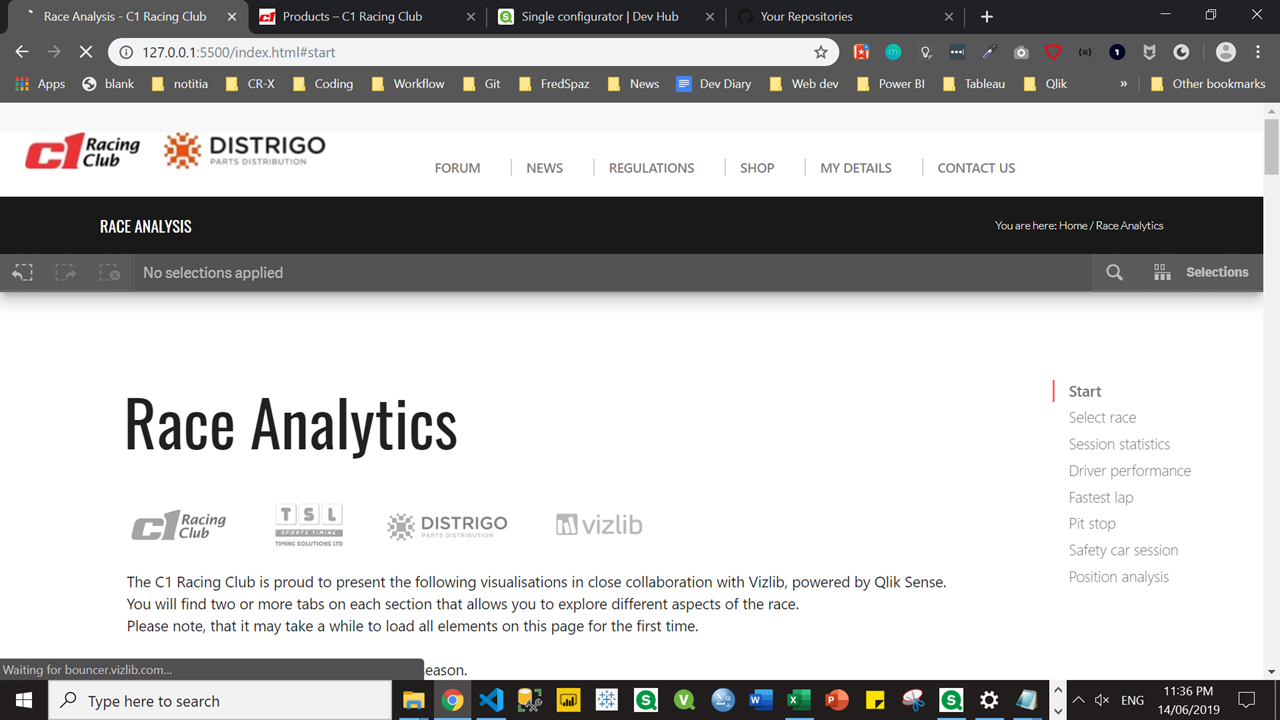 Race Analysis - C1 Racing Club
Products – C1 Racing Club
Single configurator | Dev Hub
Your Repositories
127.0.0.1:5500/index.html#start
Apps
blank
notitia
CR-X
Coding
Workflow
Git
FredSpaz
News
Dev Diary
Web dev
Power BI
Tableau
Qlik
»
Other bookmarks
C1 Racing Club
DISTRIGO
PARTS DISTRIBUTION
FORUM
NEWS
REGULATIONS
SHOP
MY DETAILS
CONTACT US
RACE ANALYSIS
You are here: Home / Race Analytics
No selections applied
Selections
Race Analytics
C1 Racing Club
TSL
SPORTS TIMING
TIMING SOLUTIONS LTD
DISTRIGO
PARTS DISTRIBUTION
vizlib
The C1 Racing Club is proud to present the following visualisations in close collaboration with Vizlib, powered by Qlik Sense.
You will find two or more tabs on each section that allows you to explore different aspects of the race.
Please note, that it may take a while to load all elements on this page for the first time.
eason.
Start
Select race
Session statistics
Driver performance
Fastest lap
Pit stop
Safety car session
Position analysis
Waiting for bouncer.vizlib.com...
Type here to search
ENG
11:36 PM
14/06/2019